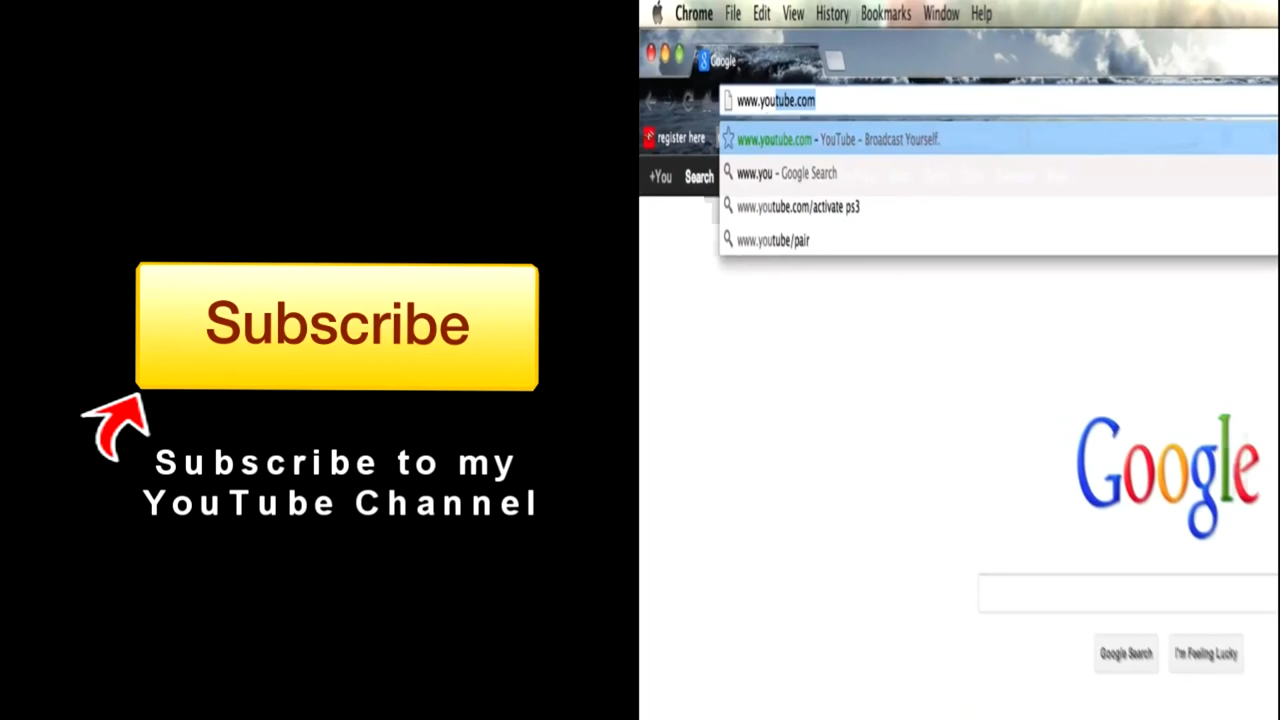 Subscribe
Subscribe to my
YouTube Channel
Chrome File Edit View History Bookmarks Window Help
Google
www.youtube.com
register here
www.youtube.com - YouTube - Broadcast Yourself.
+You Search
www.you - Google Search
www.youtube.com/activate ps3
www.youtube/pair
Google
Google Search I'm Feeling Lucky